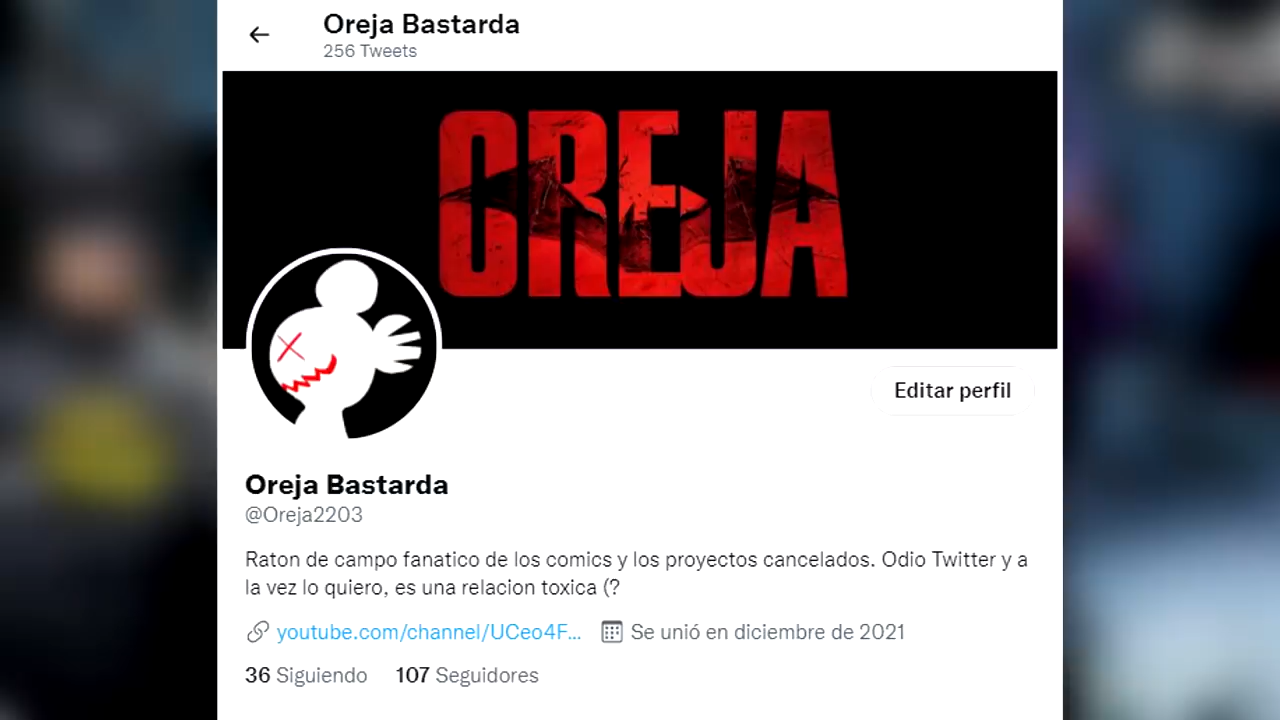 Oreja Bastarda
256 Tweets
OREJA
Editar perfil
Oreja Bastarda
@Oreja2203
Raton de campo fanatico de los comics y los proyectos cancelados. Odio Twitter y a
la vez lo quiero, es una relacion toxica (?
youtube.com/channel/UCeo4F... Se unió en diciembre de 2021
36 Siguiendo 107 Seguidores